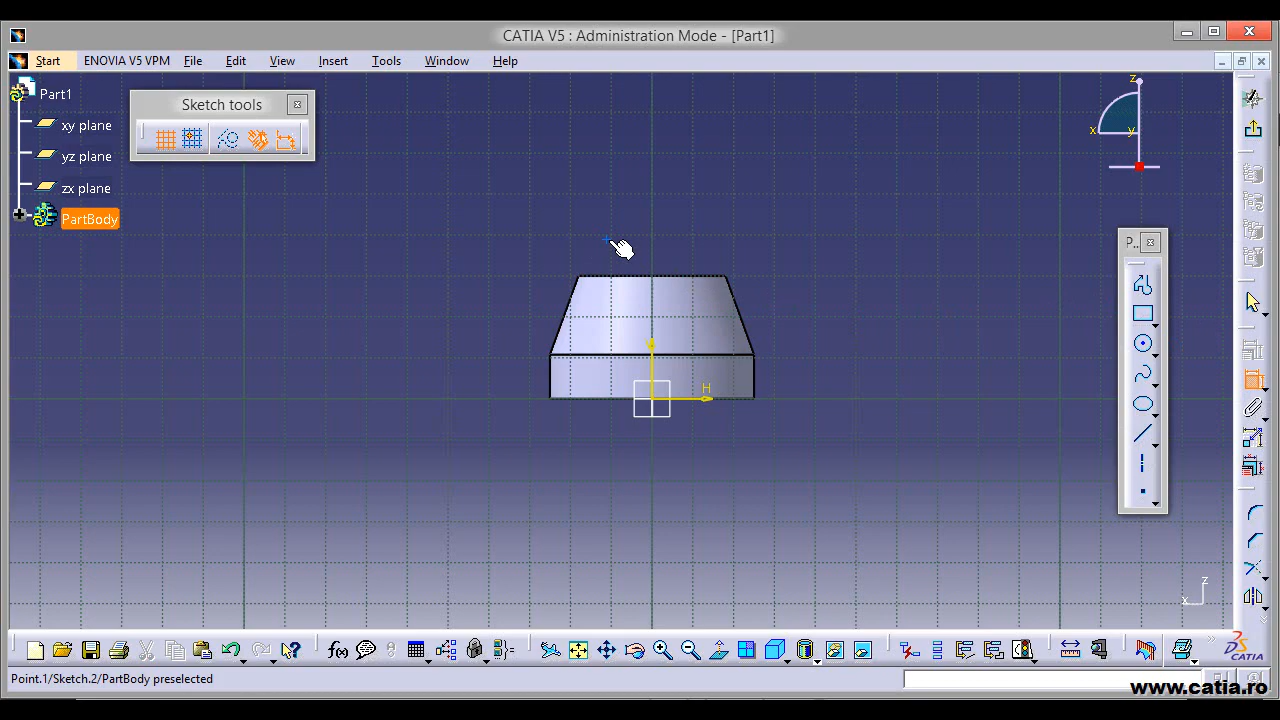 CATIA V5 : Administration Mode - [Part1]
Start ENOVIA V5 VPM File Edit View Insert Tools Window Help
Part1
xy plane
yz plane
zx plane
PartBody
Sketch tools
z
x
y
P..
H
z
x
f(x)
CATIA
Point.1/Sketch.2/PartBody preselected
www.catia.ro